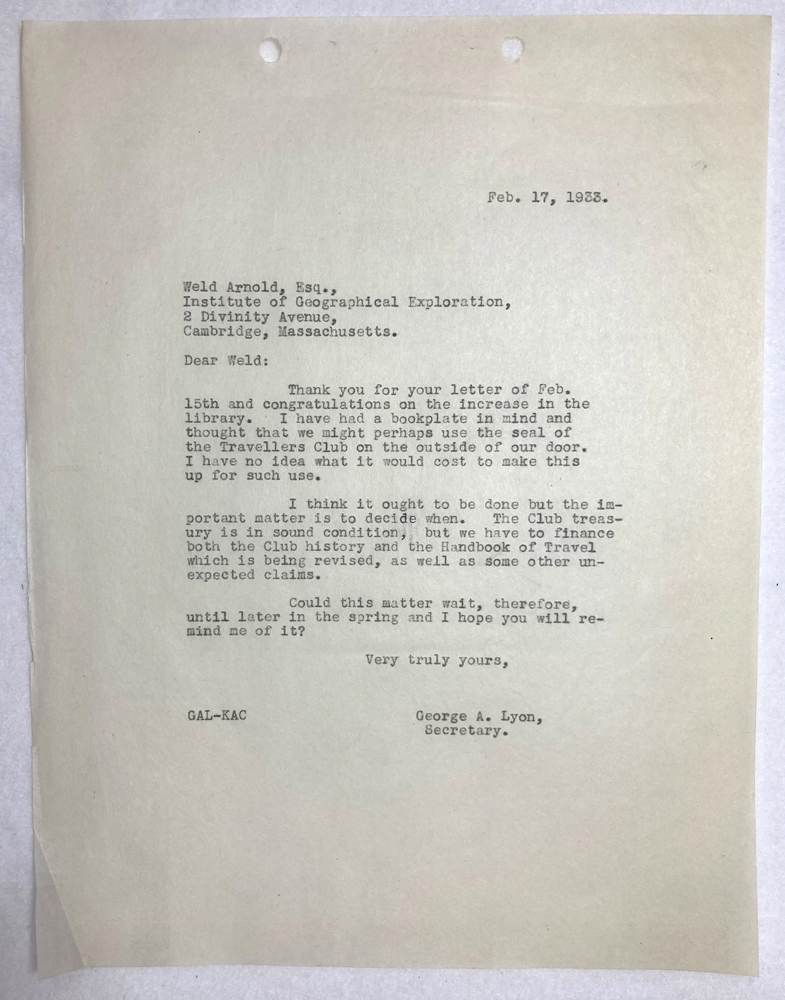 Feb. 17, 1933.
Weld Arnold, Esq.,
Institute of Geographical Exploration,
2 Divinity Avenue,
Cambridge, Massachusetts.
Dear Weld:
Thank you for your letter of Feb.
15th and congratulations on the increase in the
library. I have had a bookplate in mind and
thought that we might perhaps use the seal of
the Travellers Club on the outside of our door.
I have no idea what it would cost to make this
up for such use.
I think it ought to be done but the im-
portant matter is to decide when. The Club treas-
ury is in sound condition, but we have to finance
both the Club history and the Handbook of Travel
which is being revised, as well as some other un-
expected claims.
Could this matter wait, therefore,
until later in the spring and I hope you will re-
mind me of it?
Very truly yours,
GAL-KAC George A. Lyon,
Secretary.